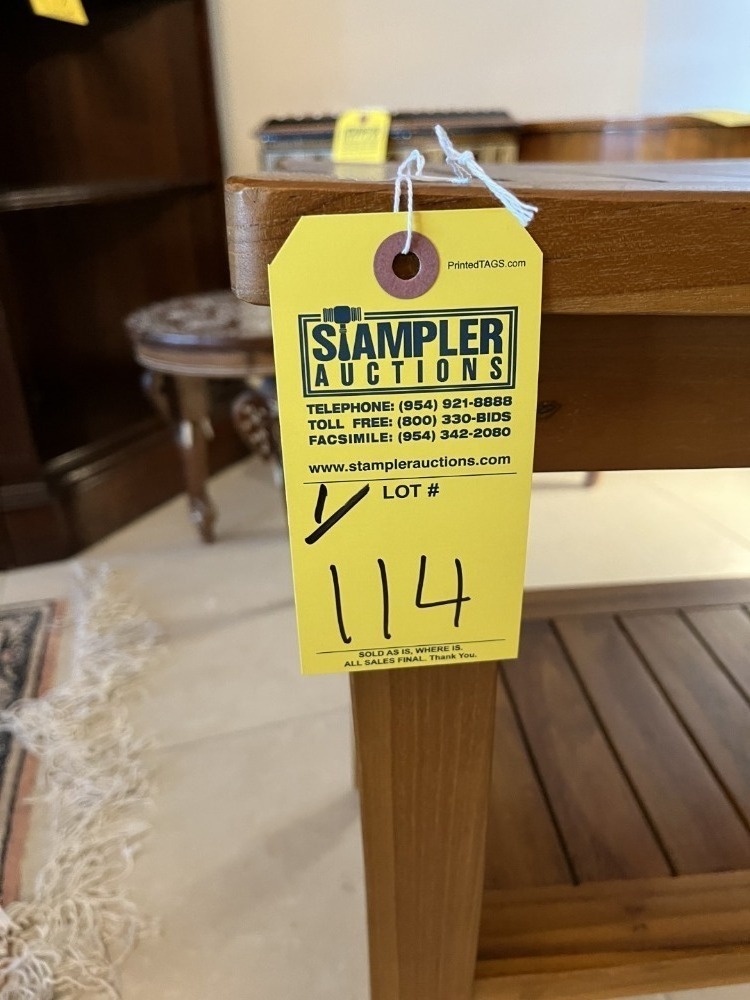 PrintedTAGS.com
STAMPLER
AUCTIONS
TELEPHONE: (954) 921-8888
TOLL FREE: (800) 330-BIDS
FACSIMILE: (954) 342-2080
www.stamplerauctions.com
1/ LOT #
114
SOLD AS IS, WHERE IS.
ALL SALES FINAL. Thank You.